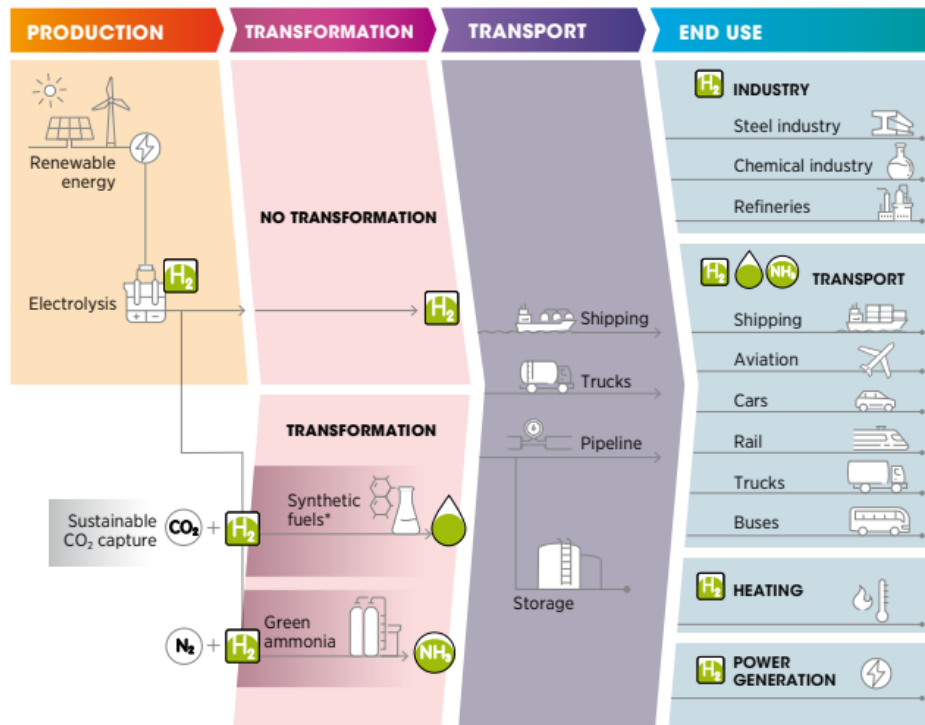 PRODUCTION
TRANSFORMATION
TRANSPORT
END USE
Renewable
energy
H₂
Electrolysis
NO TRANSFORMATION
H₂
TRANSFORMATION
Sustainable
CO₂ capture
CO₂ + H₂
Synthetic
fuels*
N₂ + H₂
Green
ammonia
NH₃
Shipping
Trucks
Pipeline
Storage
H₂ INDUSTRY
Steel industry
Chemical industry
Refineries
H₂ NH₃ TRANSPORT
Shipping
Aviation
Cars
Rail
Trucks
Buses
H₂ HEATING
H₂ POWER
GENERATION